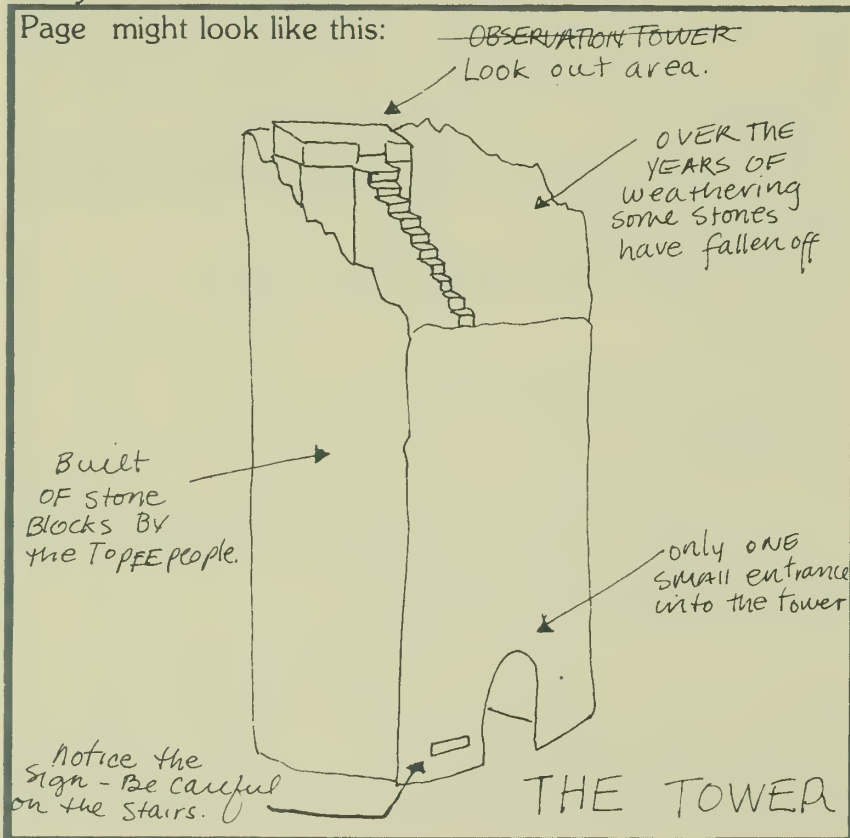 Page might look like this:
OBSERVATION TOWER
Look out area.
OVER THE
YEARS OF
weathering
some stones
have fallen off
Built
OF stone
Blocks By
the TOPEE people.
only ONE
SMALL entrance
into the tower
notice the
sign - Be careful
on the stairs.
THE TOWER